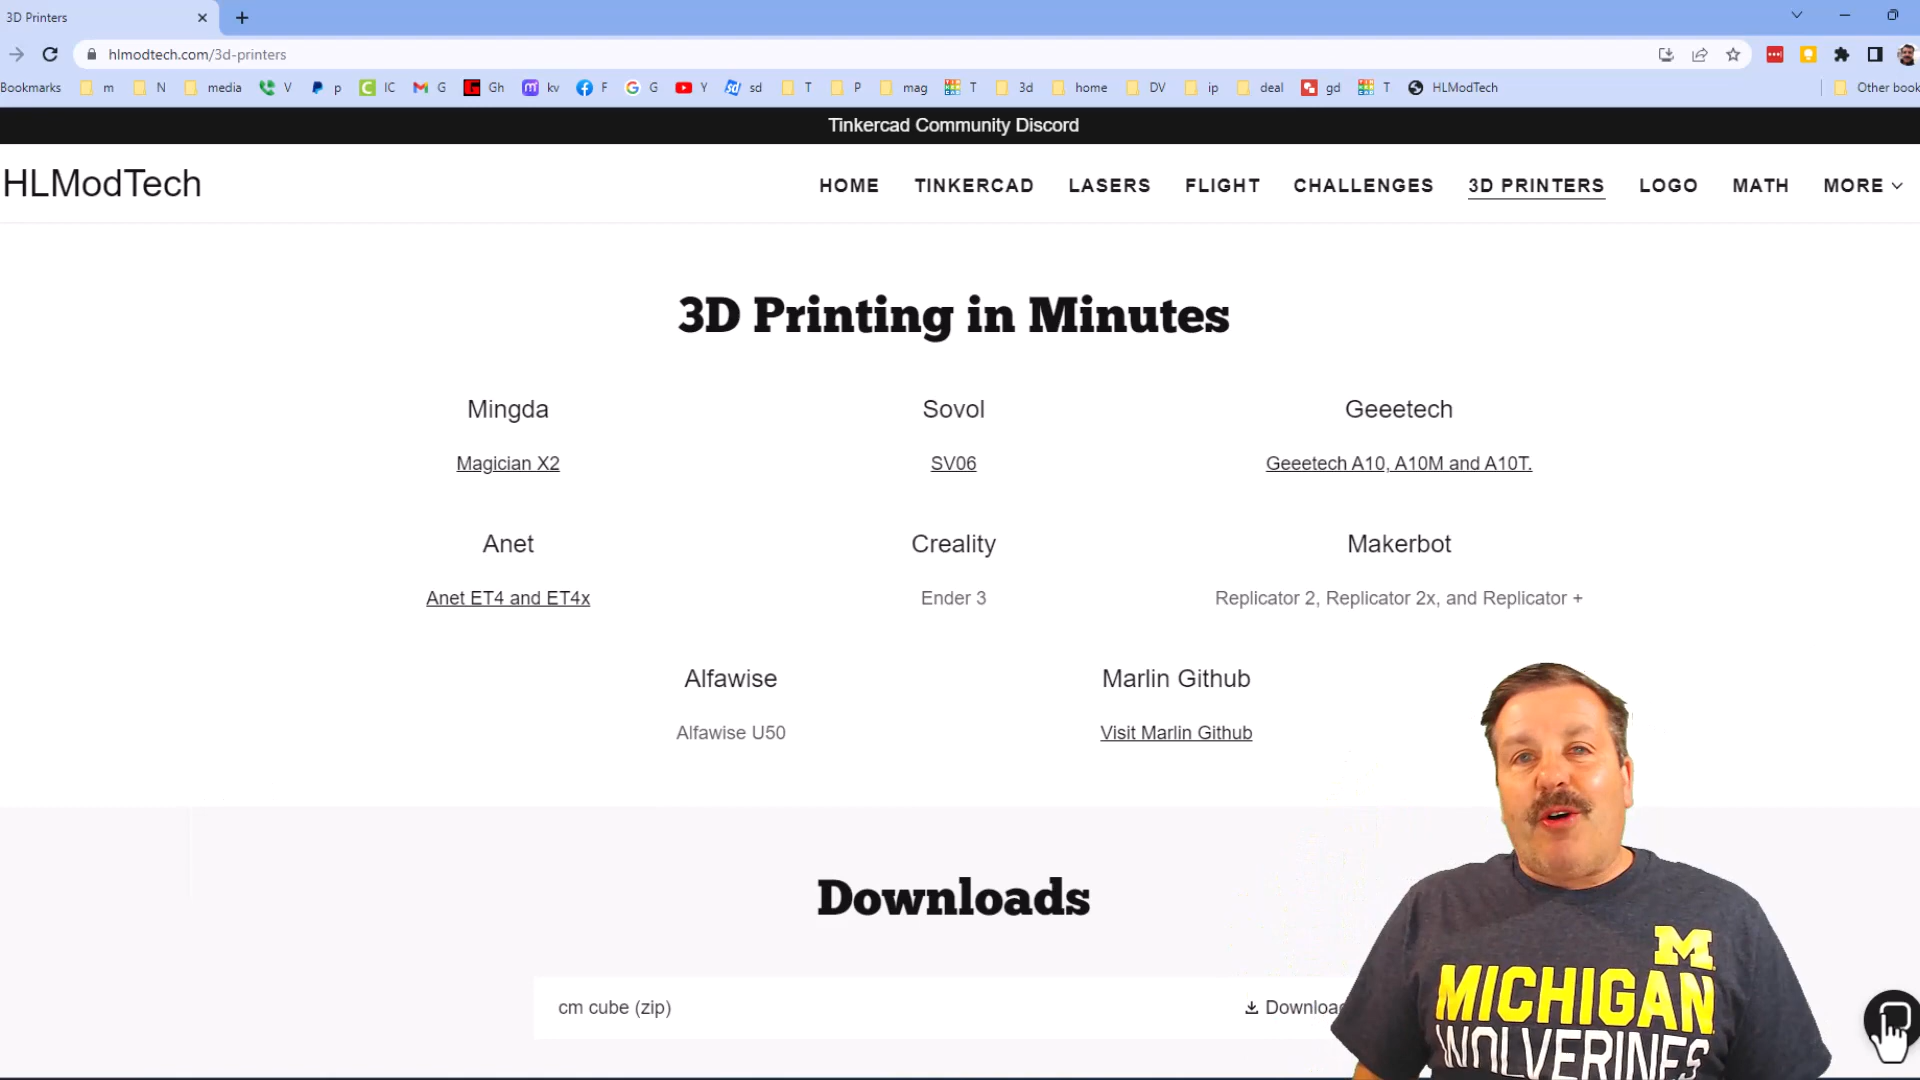 3D Printers
hlmodtech.com/3d-printers
Bookmarks m N media V p IC G Gh kv F G Y sd T P mag T 3d home DV ip deal gd T HLModTech Other book
Tinkercad Community Discord
HLModTech HOME TINKERCAD LASERS FLIGHT CHALLENGES 3D PRINTERS LOGO MATH MORE
3D Printing in Minutes
Mingda Sovol Geeetech
Magician X2 SV06 Geeetech A10, A10M and A10T.
Anet Creality Makerbot
Anet ET4 and ET4x Ender 3 Replicator 2, Replicator 2x, and Replicator +
Alfawise Marlin Github
Alfawise U50 Visit Marlin Github
Downloads
cm cube (zip) Download
M
MICHIGAN
WOLVERINES